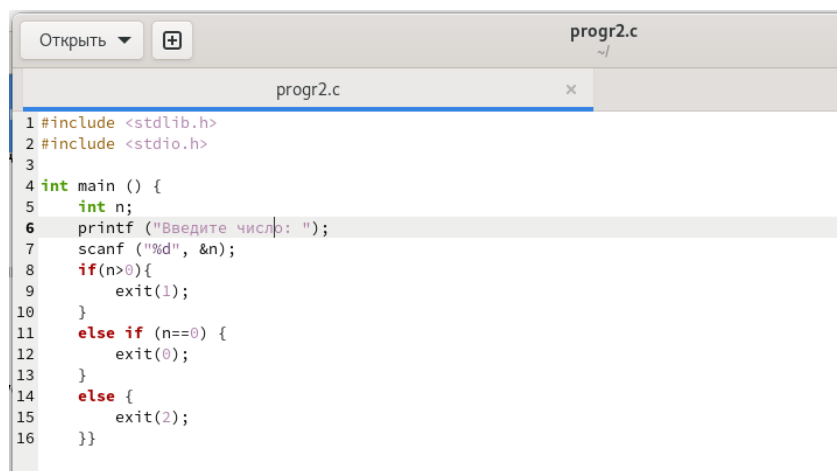 Открыть
progr2.c
~/
progr2.c ×
1 #include <stdlib.h>
2 #include <stdio.h>
3
4 int main () {
5     int n;
6     printf ("Введите число: ");
7     scanf ("%d", &n);
8     if(n>0){
9         exit(1);
10     }
11     else if (n==0) {
12         exit(0);
13     }
14     else {
15         exit(2);
16     }}